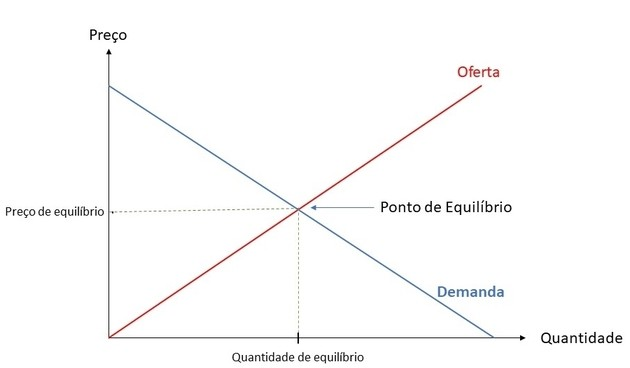 Preço
Oferta
Preço de equilíbrio
Ponto de Equilíbrio
Demanda
Quantidade
Quantidade de equilíbrio